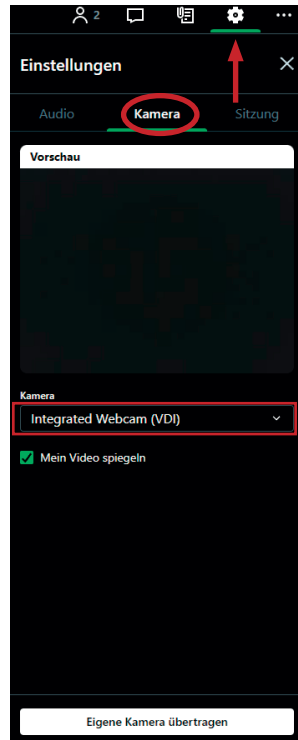 2
Einstellungen
Audio Kamera Sitzung
Vorschau
Kamera
Integrated Webcam (VDI)
Mein Video spiegeln
Eigene Kamera übertragen